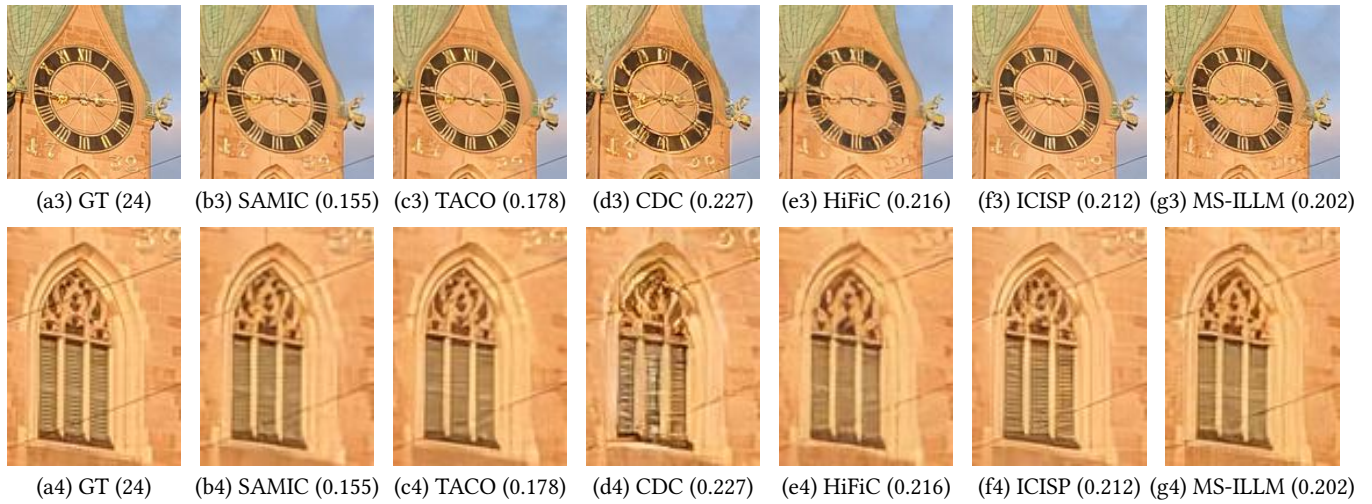 (a3) GT (24) (b3) SAMIC (0.155) (c3) TACO (0.178) (d3) CDC (0.227) (e3) HiFiC (0.216) (f3) ICISP (0.212) (g3) MS-ILLM (0.202)
(a4) GT (24) (b4) SAMIC (0.155) (c4) TACO (0.178) (d4) CDC (0.227) (e4) HiFiC (0.216) (f4) ICISP (0.212) (g4) MS-ILLM (0.202)